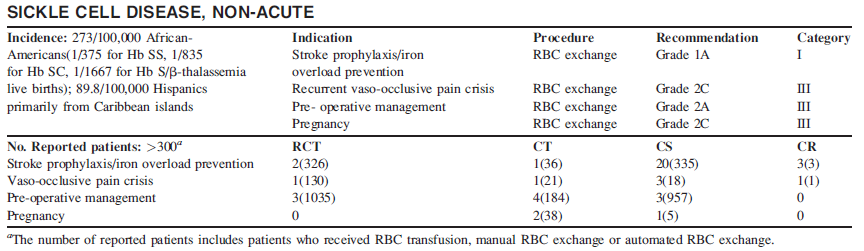 SICKLE CELL DISEASE, NON-ACUTE
Incidence: 273/100,000 African- Indication Procedure Recommendation Category
Americans(1/375 for Hb SS, 1/835 Stroke prophylaxis/iron RBC exchange Grade 1A I
for Hb SC, 1/1667 for Hb S/β-thalassemia overload prevention
live births); 89.8/100,000 Hispanics Recurrent vaso-occlusive pain crisis RBC exchange Grade 2C III
primarily from Caribbean islands Pre- operative management RBC exchange Grade 2A III
Pregnancy RBC exchange Grade 2C III
No. Reported patients: >300a RCT CT CS CR
Stroke prophylaxis/iron overload prevention 2(326) 1(36) 20(335) 3(3)
Vaso-occlusive pain crisis 1(130) 1(21) 3(18) 1(1)
Pre-operative management 3(1035) 4(184) 3(957) 0
Pregnancy 0 2(38) 1(5) 0
aThe number of reported patients includes patients who received RBC transfusion, manual RBC exchange or automated RBC exchange.